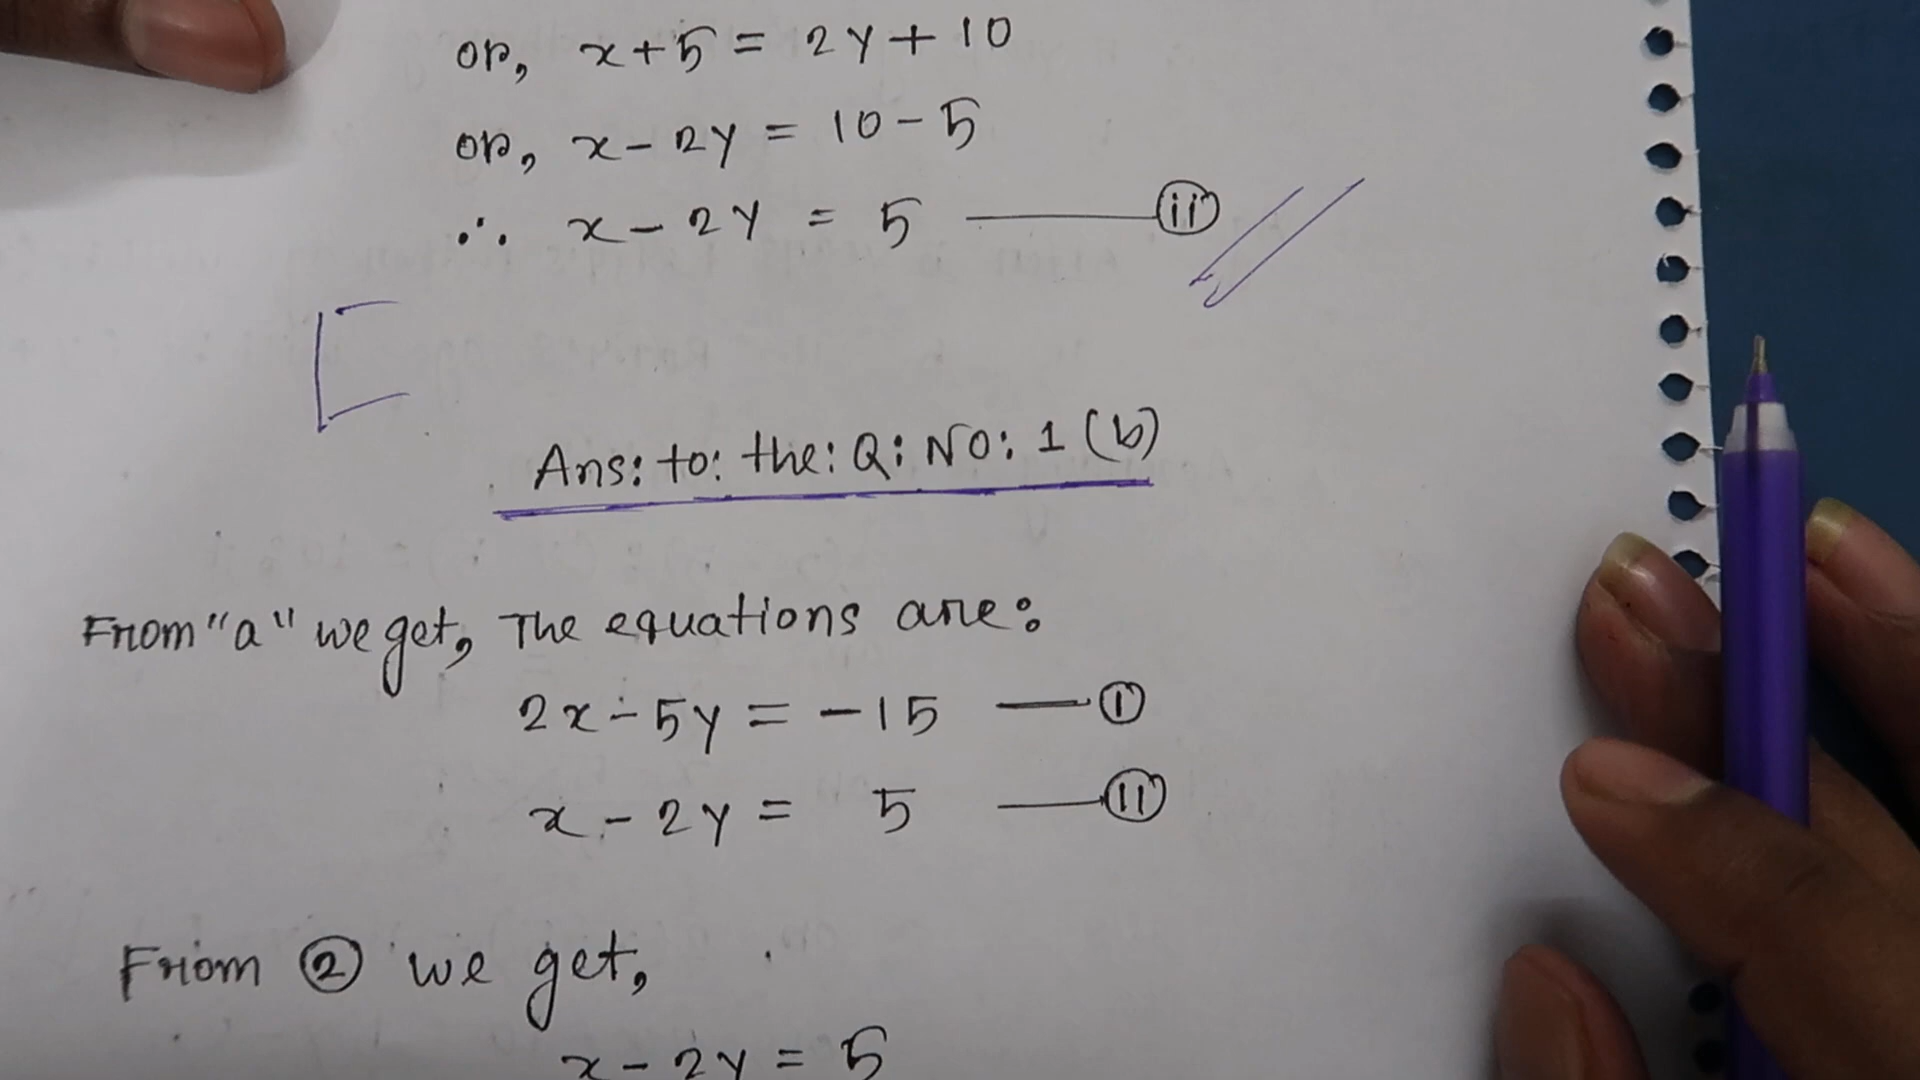 or, x+5 = 2y+10
or, x-2y = 10-5
∴ x-2y = 5 —— (ii)
Ans: to: the: Q: NO: 1 (b)
From "a" we get, The equations are:
2x-5y = -15 —— (i)
x-2y = 5 —— (ii)
From (2) we get,
x-2y = 5